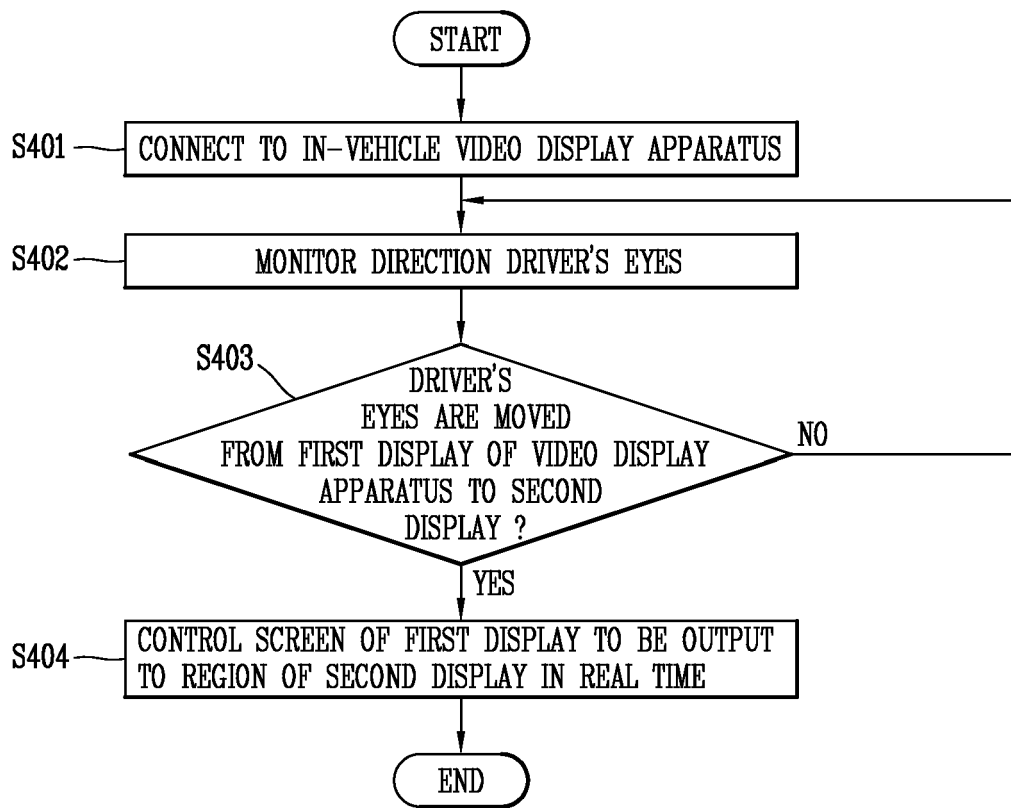 START
S401
CONNECT TO IN-VEHICLE VIDEO DISPLAY APPARATUS
S402
MONITOR DIRECTION DRIVER'S EYES
S403
DRIVER'S
EYES ARE MOVED
FROM FIRST DISPLAY OF VIDEO DISPLAY
APPARATUS TO SECOND
DISPLAY ?
NO
YES
S404
CONTROL SCREEN OF FIRST DISPLAY TO BE OUTPUT
TO REGION OF SECOND DISPLAY IN REAL TIME
END